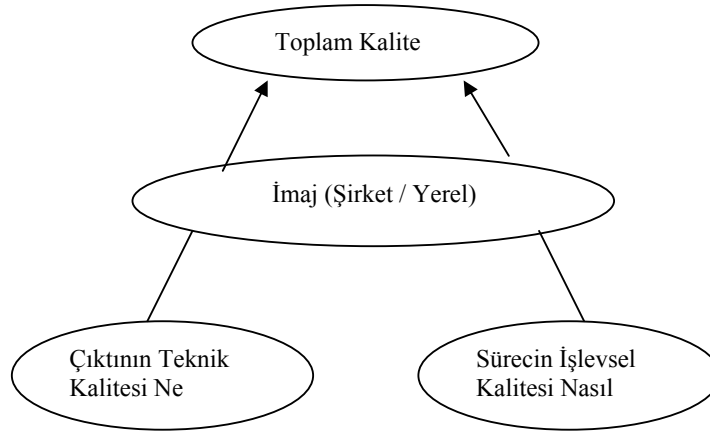 Toplam Kalite
İmaj (Şirket / Yerel)
Çıktının Teknik
Kalitesi Ne
Sürecin İşlevsel
Kalitesi Nasıl